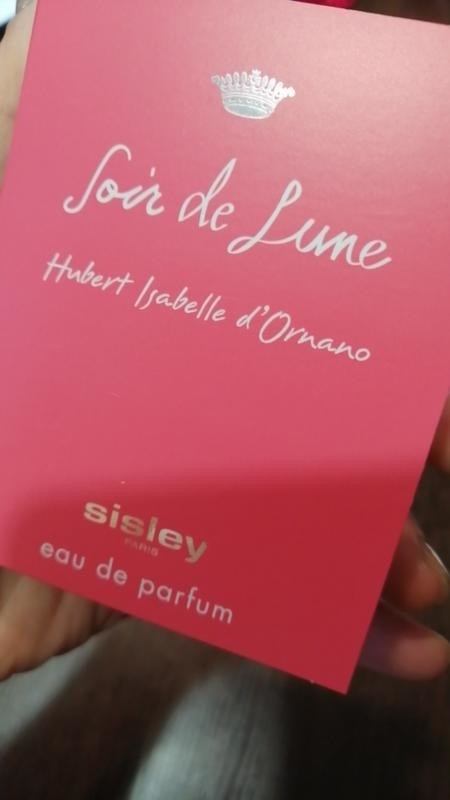 Soir de Lune
Hubert Isabelle d'Ornano
sisley
PARIS
eau de parfum